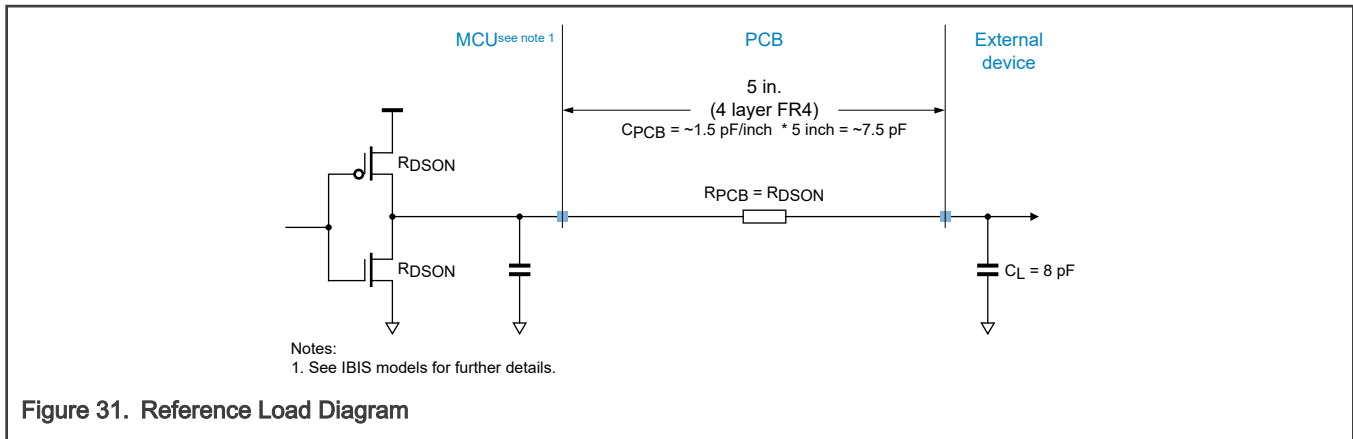 MCUsee note 1
PCB
External
device
5 in.
(4 layer FR4)
CPCB = ~1.5 pF/inch * 5 inch = ~7.5 pF
RDSON
RPCB = RDSON
RDSON
CL = 8 pF
Notes:
1. See IBIS models for further details.
Figure 31. Reference Load Diagram